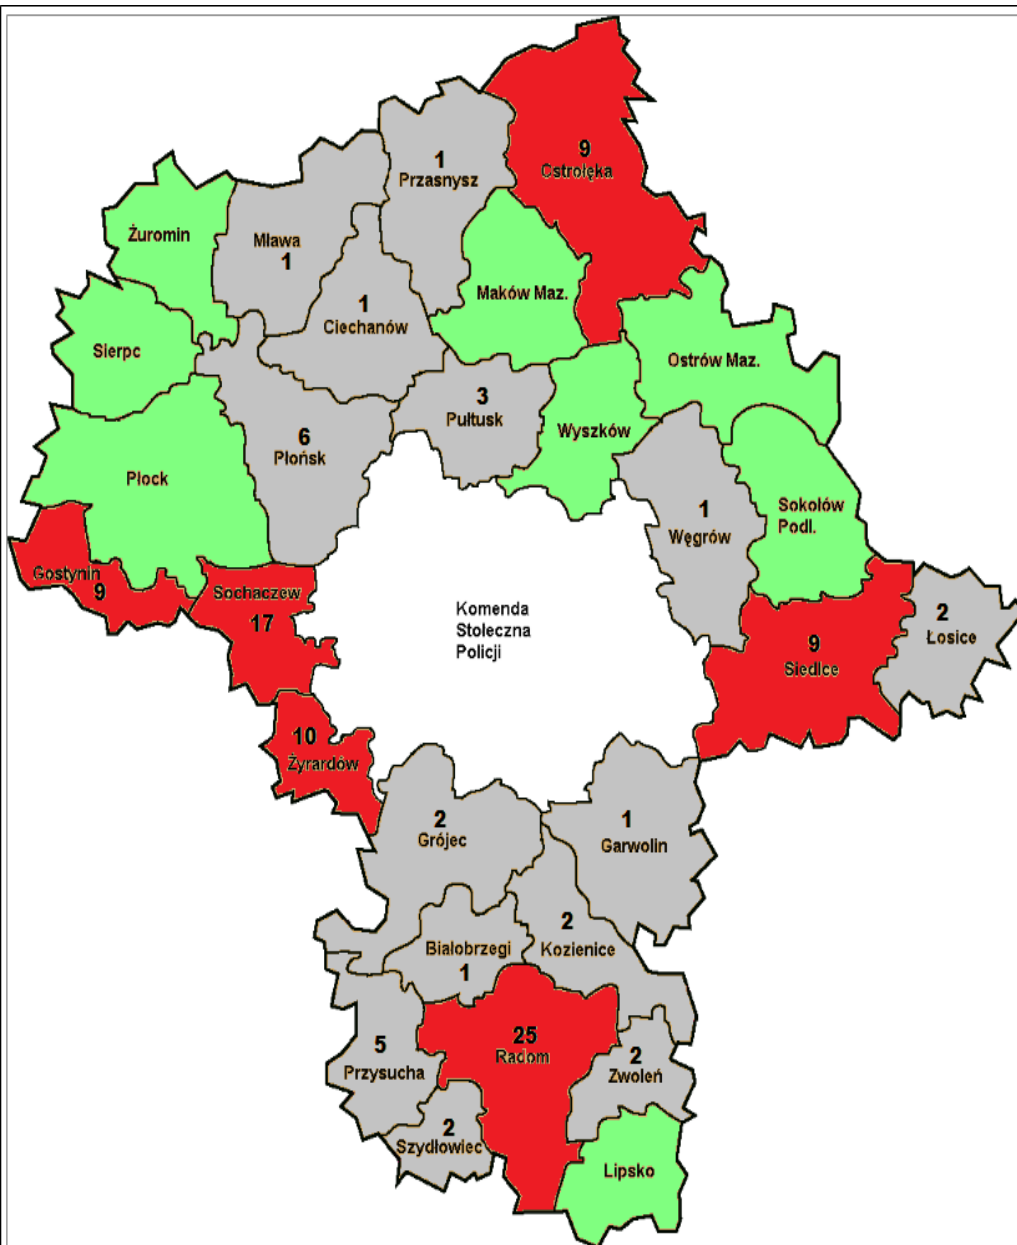 9
Cstrołęka
1
Przasnysz
Żuromin
Mława
1
Maków Maz.
1
Ciechanów
Sierpc
Ostrów Maz.
3
Pułtusk
Wyszków
6
Płońsk
Płock
1
Węgrów
Sokołów
Podl.
Gostynin
9
Sochaczew
17
Komenda
Stołeczna
Policji
2
Łosice
9
Siedlce
10
Żyrardów
2
Grójec
1
Garwolin
2
Kozienice
Białobrzegi
1
25
Radom
5
Przysucha
2
Zwoleń
2
Szydłowiec
Lipsko